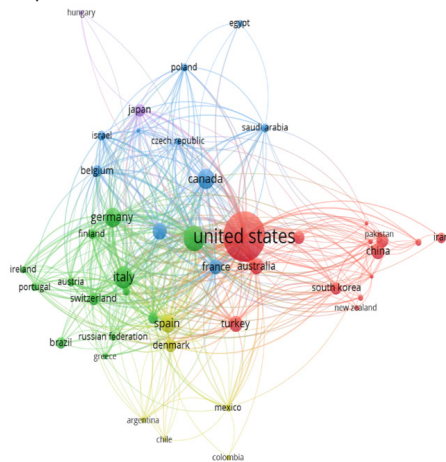 hungary
egypt
poland
japan
saudi arabia
israel
czech republic
belgium
canada
germany
united states
finland
pakistan
iran
china
ireland
italy
france
australia
austria
portugal
switzerland
south korea
new zealand
spain
turkey
brazil
russian federation
denmark
greece
mexico
argentina
chile
colombia